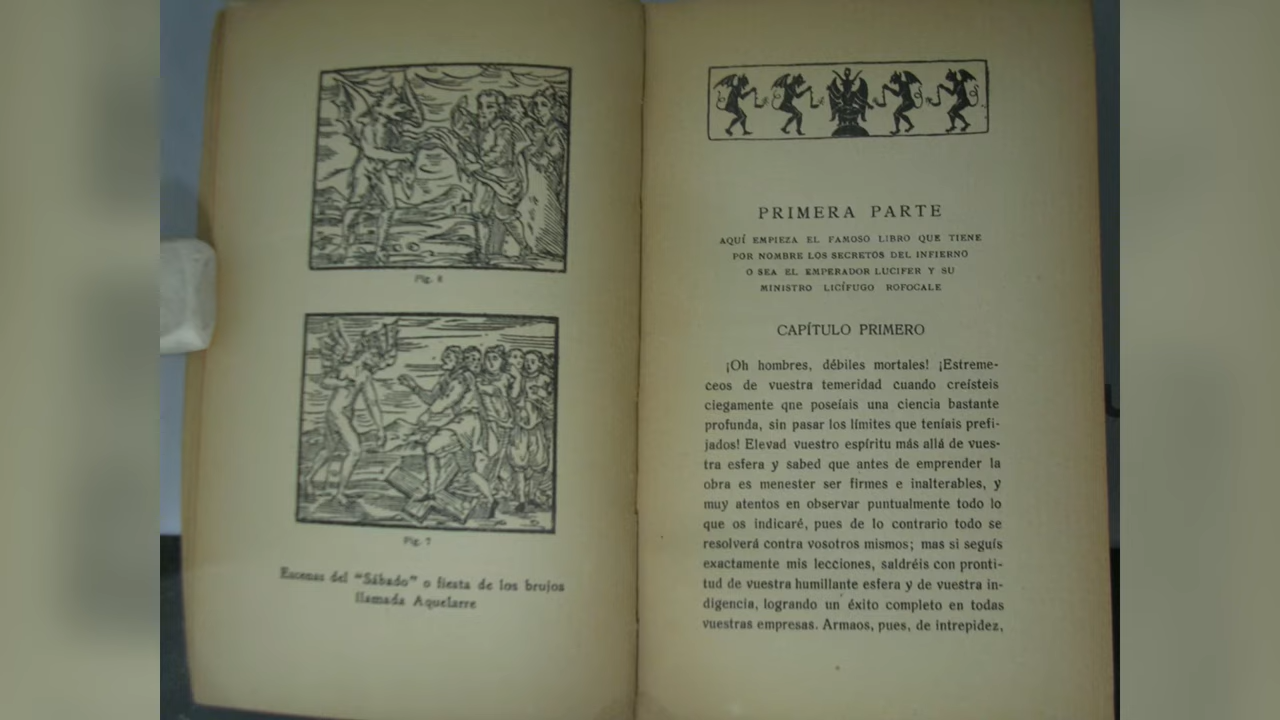 Fig. 6
Fig. 7
Escenas del "Sábado" o fiesta de los brujos
llamada Aquelarre
PRIMERA PARTE
AQUÍ EMPIEZA EL FAMOSO LIBRO QUE TIENE
POR NOMBRE LOS SECRETOS DEL INFIERNO
O SEA EL EMPERADOR LUCIFER Y SU
MINISTRO LICÍFUGO ROFOCALE
CAPÍTULO PRIMERO
¡Oh hombres, débiles mortales! ¡Estreme-
ceos de vuestra temeridad cuando creísteis
ciegamente qne poseíais una ciencia bastante
profunda, sin pasar los límites que teníais prefi-
jados! Elevad vuestro espíritu más allá de vues-
tra esfera y sabed que antes de emprender la
obra es menester ser firmes e inalterables, y
muy atentos en observar puntualmente todo lo
que os indicaré, pues de lo contrario todo se
resolverá contra vosotros mismos; mas si seguís
exactamente mis lecciones, saldréis con pronti-
tud de vuestra humillante esfera y de vuestra in-
digencia, logrando un éxito completo en todas
vuestras empresas. Armaos, pues, de intrepidez,